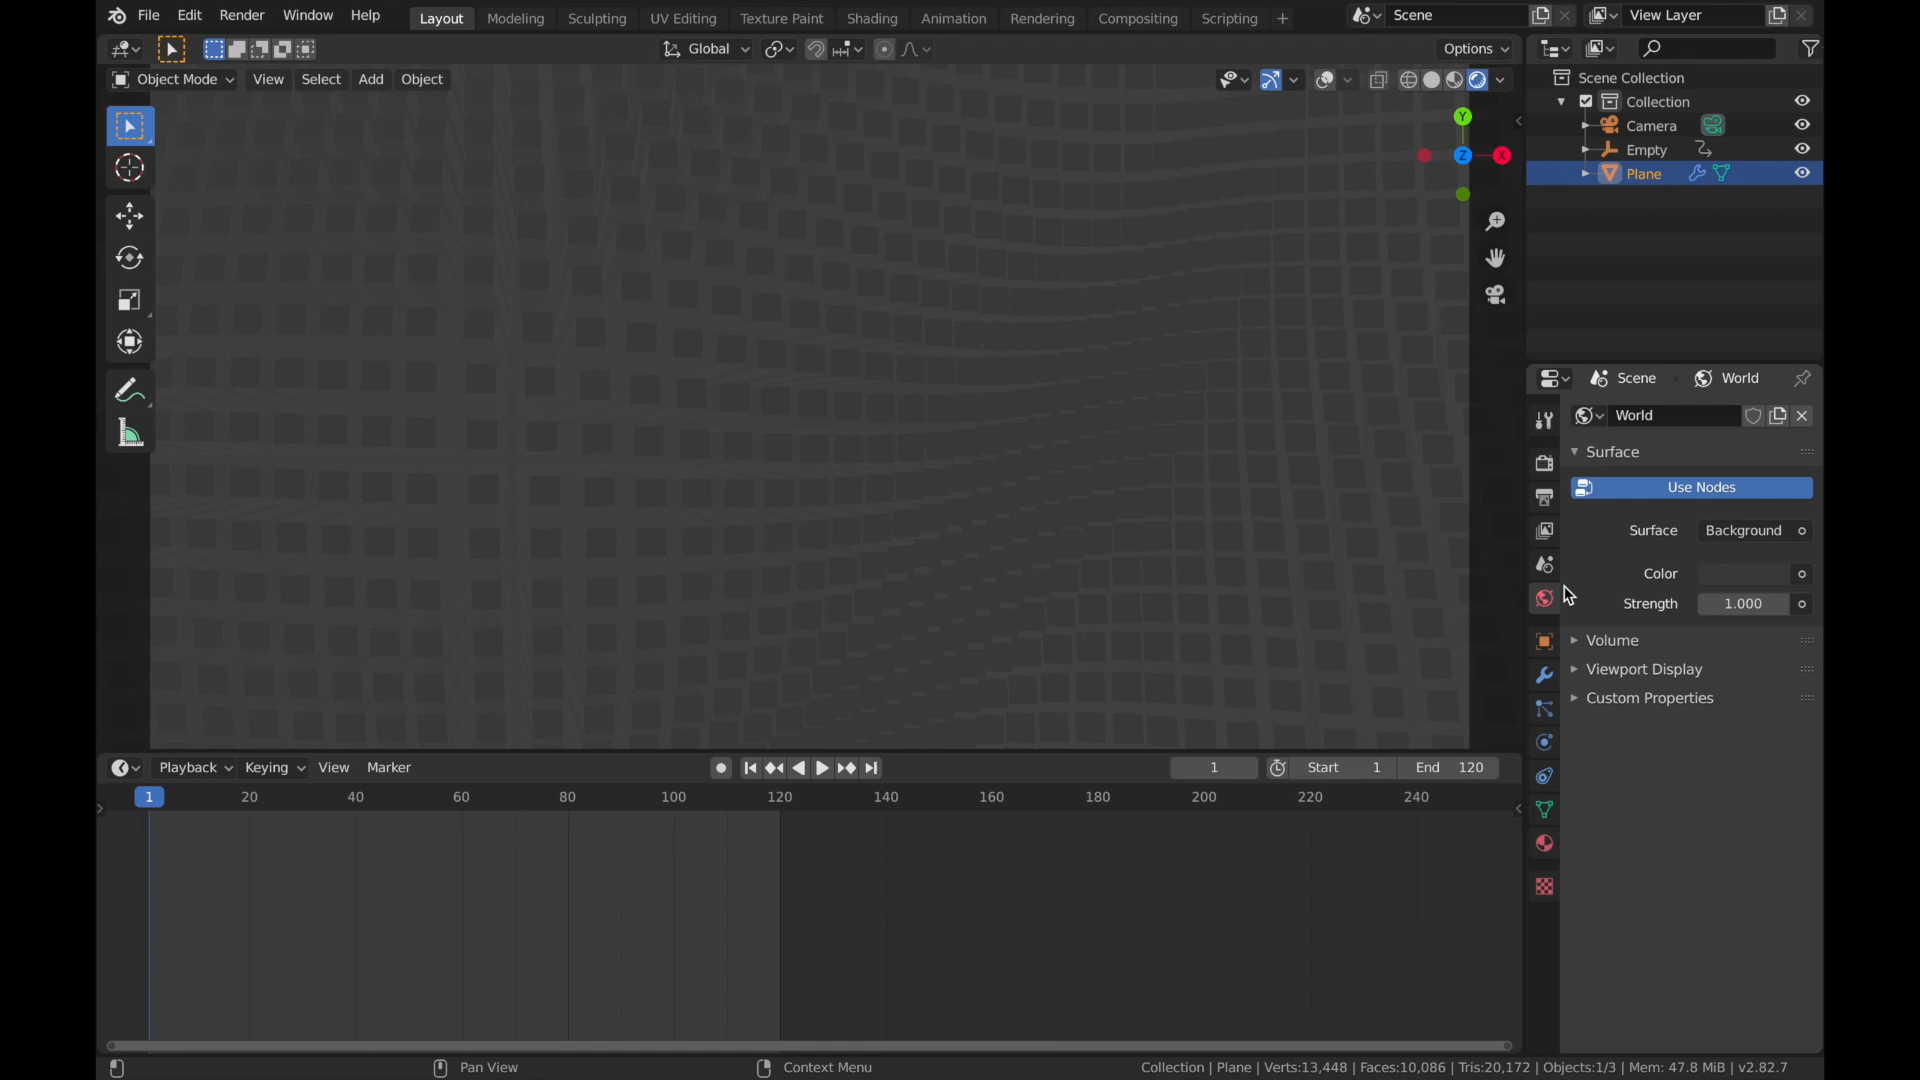 File Edit Render Window Help Layout Modeling Sculpting UV Editing Texture Paint Shading Animation Rendering Compositing Scripting + Scene View Layer
Global Options
Object Mode View Select Add Object
Scene Collection
Collection
Camera
Empty
Plane
Y
Z X
Scene World
World
Surface
Use Nodes
Surface Background
Color
Strength 1.000
Volume
Viewport Display
Custom Properties
Playback Keying View Marker 1 Start 1 End 120
1 20 40 60 80 100 120 140 160 180 200 220 240
Pan View Context Menu Collection | Plane | Verts:13,448 | Faces:10,086 | Tris:20,172 | Objects:1/3 | Mem: 47.8 MiB | v2.82.7